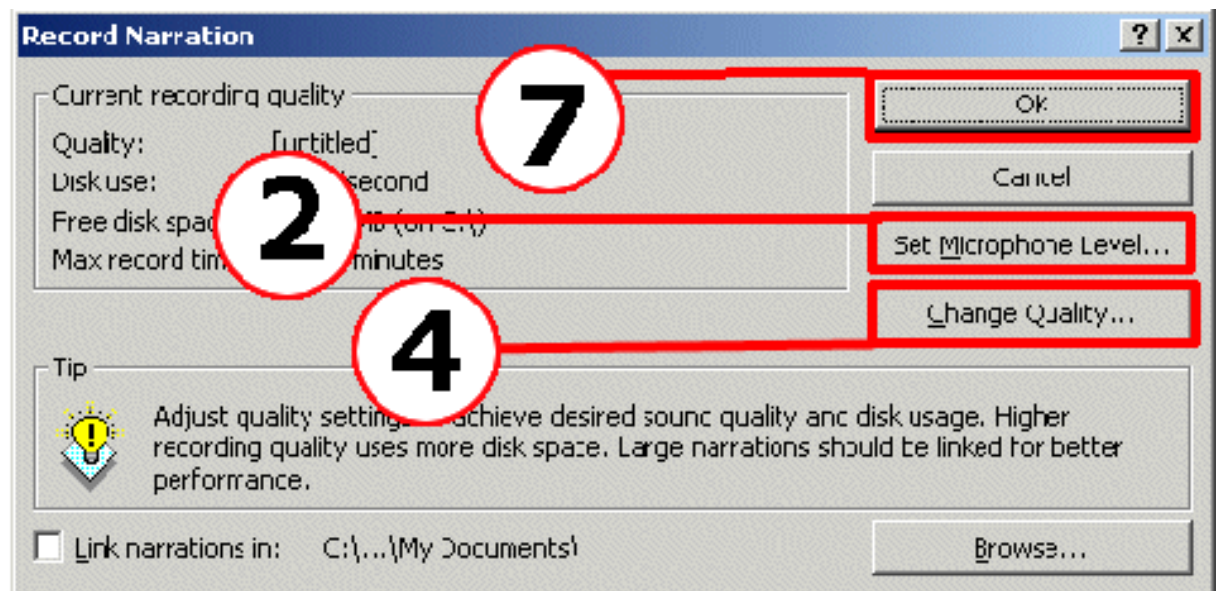 Record Narration
Current recording quality
7
OK
Quality: [untitled]
Disk use: /second
Cancel
2
Free disk spac MB (on C:\)
Set Microphone Level...
Max record tim minutes
4
Change Quality...
Tip
Adjust quality settings achieve desired sound quality and disk usage. Higher
recording quality uses more disk space. Large narrations should be linked for better
performance.
Link narrations in: C:\...\My Documents\
Browse...